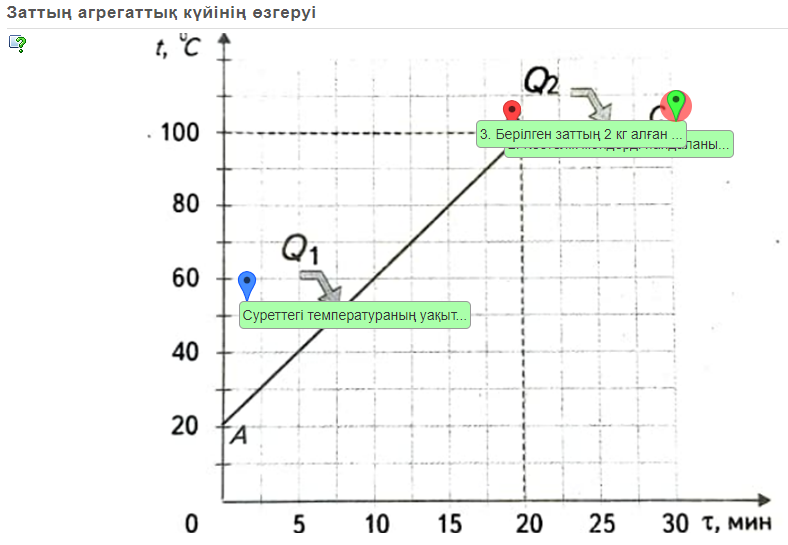 Заттың агрегаттық күйінің өзгеруі
t, °C
Q2
100
3. Берілген заттың 2 кг алған ...
80
Q1
60
Суреттегі температураның уақыт...
40
20
A
0 5 10 15 20 25 30 τ, мин